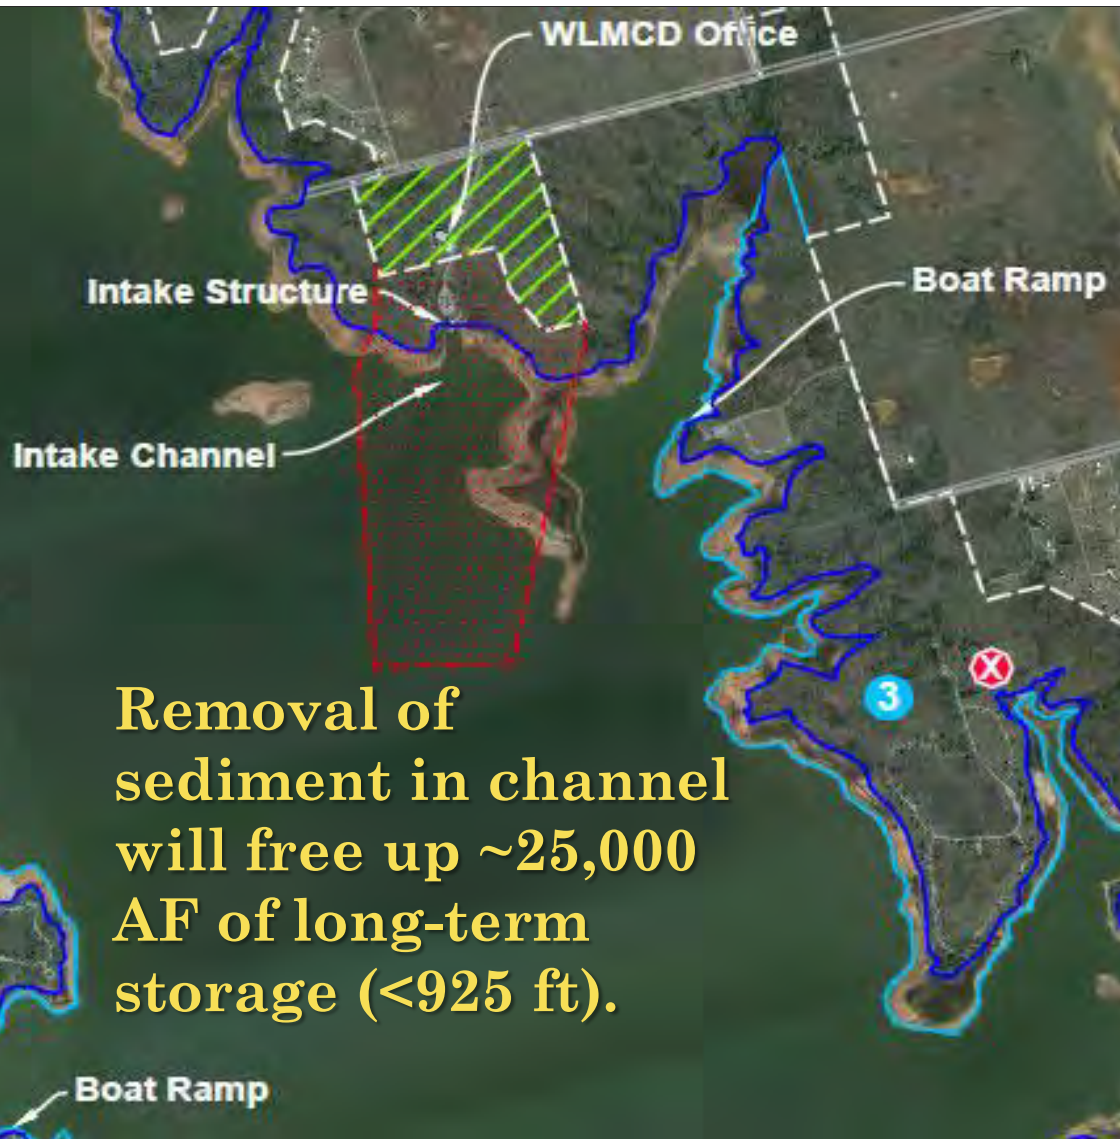 WLMCD Office
Intake Structure
Boat Ramp
Intake Channel
X
3
Removal of
sediment in channel
will free up ~25,000
AF of long-term
storage (<925 ft).
Boat Ramp